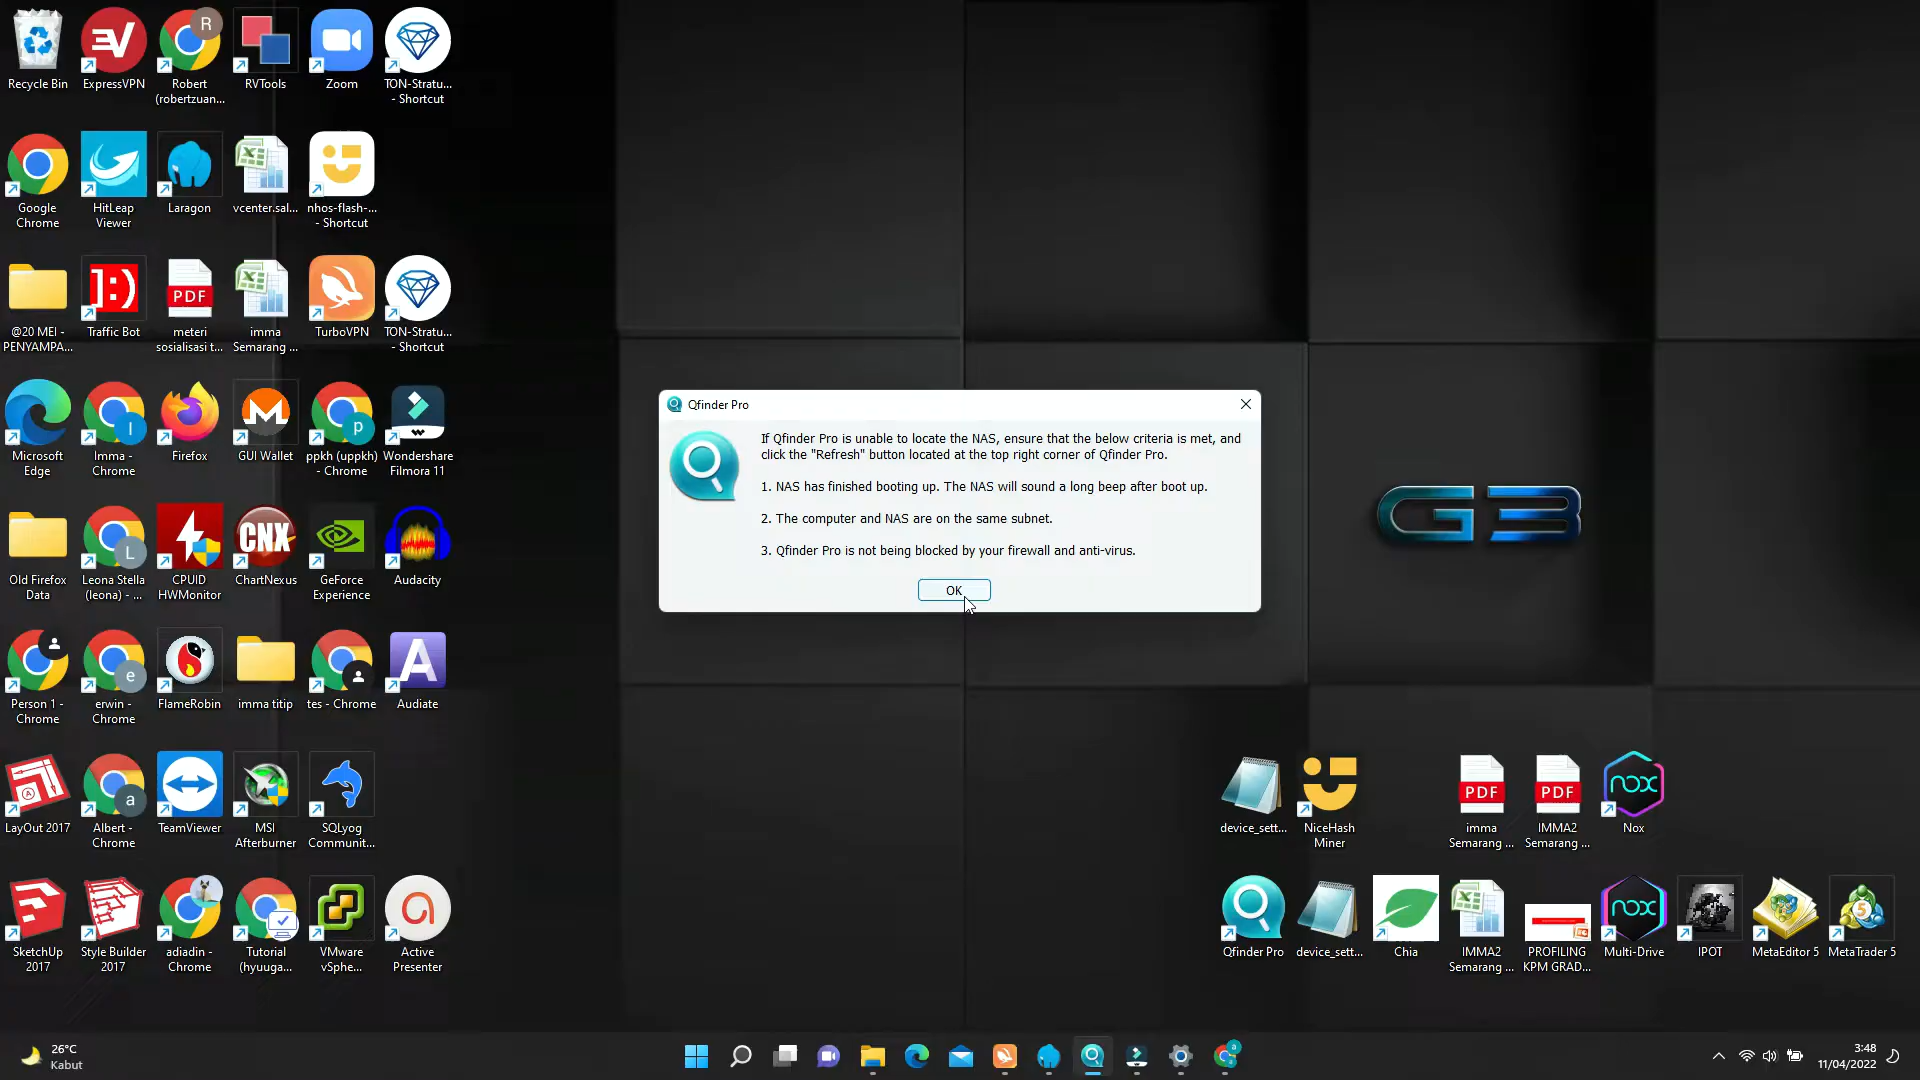 Recycle Bin
ExpressVPN
R
Robert
(robertzuan...
RVTools
Zoom
TON-Stratu...
- Shortcut
Google
Chrome
HitLeap
Viewer
Laragon
vcenter.sal...
nhos-flash-...
- Shortcut
@20 MEI -
PENYAMPA...
Traffic Bot
PDF
meteri
sosialisasi t...
imma
Semarang ...
TurboVPN
TON-Stratu...
- Shortcut
Microsoft
Edge
I
Imma -
Chrome
Firefox
GUI Wallet
p
ppkh (uppkh)
- Chrome
Wondershare
Filmora 11
Old Firefox
Data
L
Leona Stella
(leona) - ...
CPUID
HWMonitor
CNX
ChartNexus
GeForce
Experience
Audacity
Person 1 -
Chrome
e
erwin -
Chrome
FlameRobin
imma titip
tes - Chrome
A
Audiate
LayOut 2017
a
Albert -
Chrome
TeamViewer
MSI
Afterburner
SQLyog
Communit...
SketchUp
2017
Style Builder
2017
adiadin -
Chrome
Tutorial
(hyuuga...
VMware
vSphe...
Active
Presenter
Qfinder Pro
If Qfinder Pro is unable to locate the NAS, ensure that the below criteria is met, and
click the "Refresh" button located at the top right corner of Qfinder Pro.
1. NAS has finished booting up. The NAS will sound a long beep after boot up.
2. The computer and NAS are on the same subnet.
3. Qfinder Pro is not being blocked by your firewall and anti-virus.
OK
G3
device_sett...
NiceHash
Miner
PDF
imma
Semarang ...
PDF
IMMA2
Semarang ...
nox
Nox
Qfinder Pro
device_sett...
Chia
IMMA2
Semarang ...
PROFILING
KPM GRAD...
nox
Multi-Drive
IPOT
MetaEditor 5
5
MetaTrader 5
26°C
Kabut
a
3:48
11/04/2022